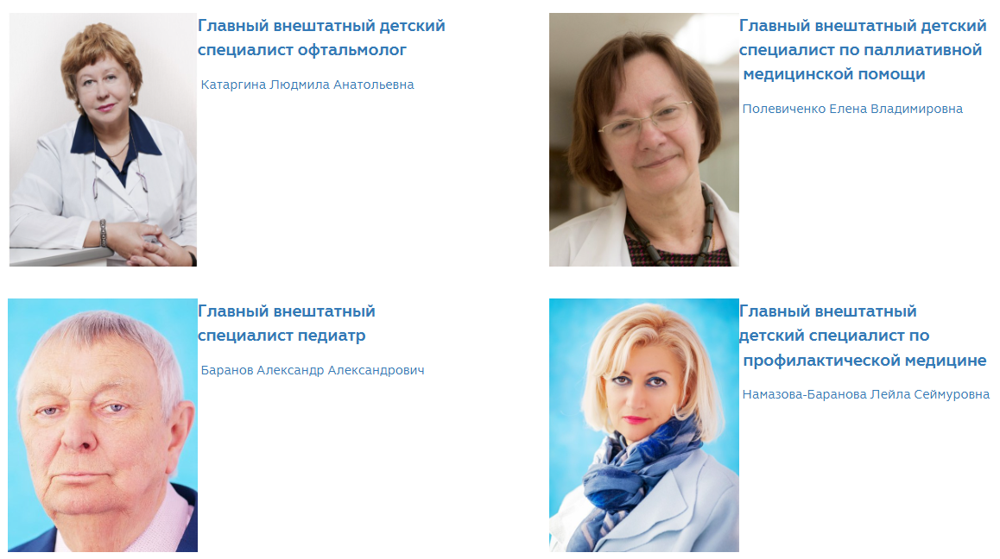 Главный внештатный детский
специалист офтальмолог
Катаргина Людмила Анатольевна
Главный внештатный детский
специалист по паллиативной
медицинской помощи
Полевиченко Елена Владимировна
Главный внештатный
специалист педиатр
Баранов Александр Александрович
Главный внештатный
детский специалист по
профилактической медицине
Намазова-Баранова Лейла Сеймуровна